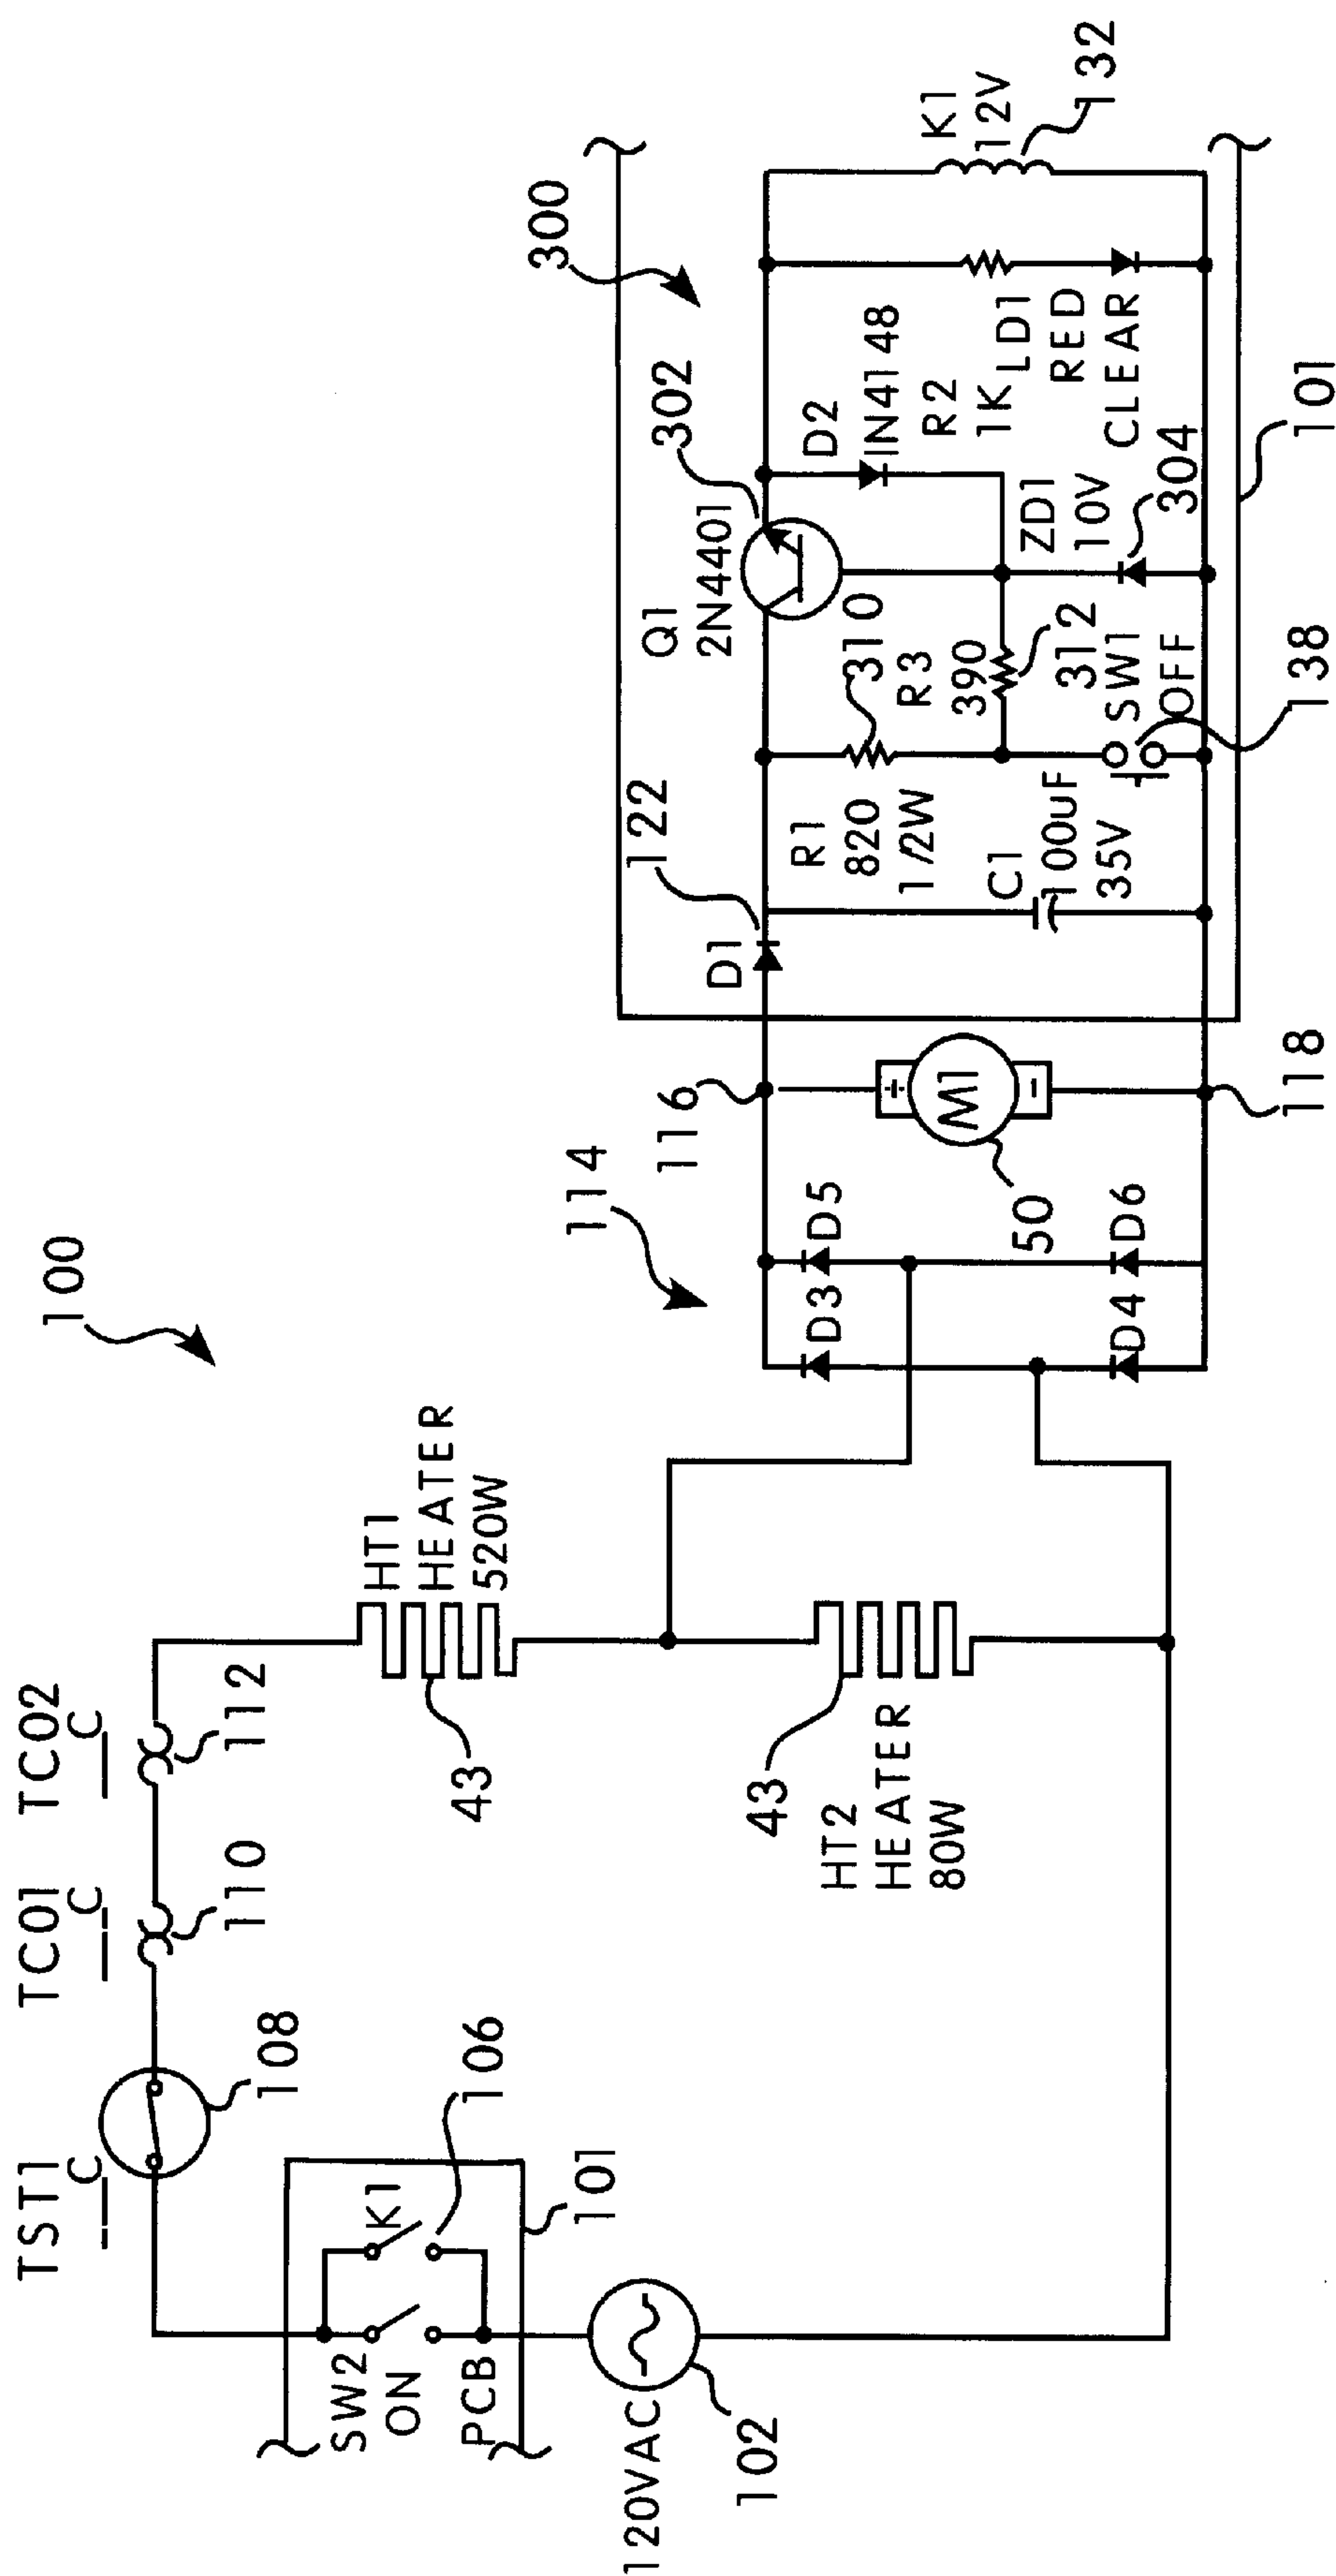 100
TST1
__C
TC01
__C
TC02
__C
108
110
112
SW2
ON
K1
106
PCB
101
120VAC
102
HT1
HEATER
520W
43
43
HT2
HEATER
80W
114
116
D3
D5
D4
D6
M1
+
-
50
118
300
122
D1
302
Q1
2N4401
R1
820
1/2W
310
R3
390
312
C1
100uF
35V
SW1
OFF
138
D2
IN4148
R2
1K
LD1
RED
CLEAR
ZD1
10V
304
K1
12V
132
101